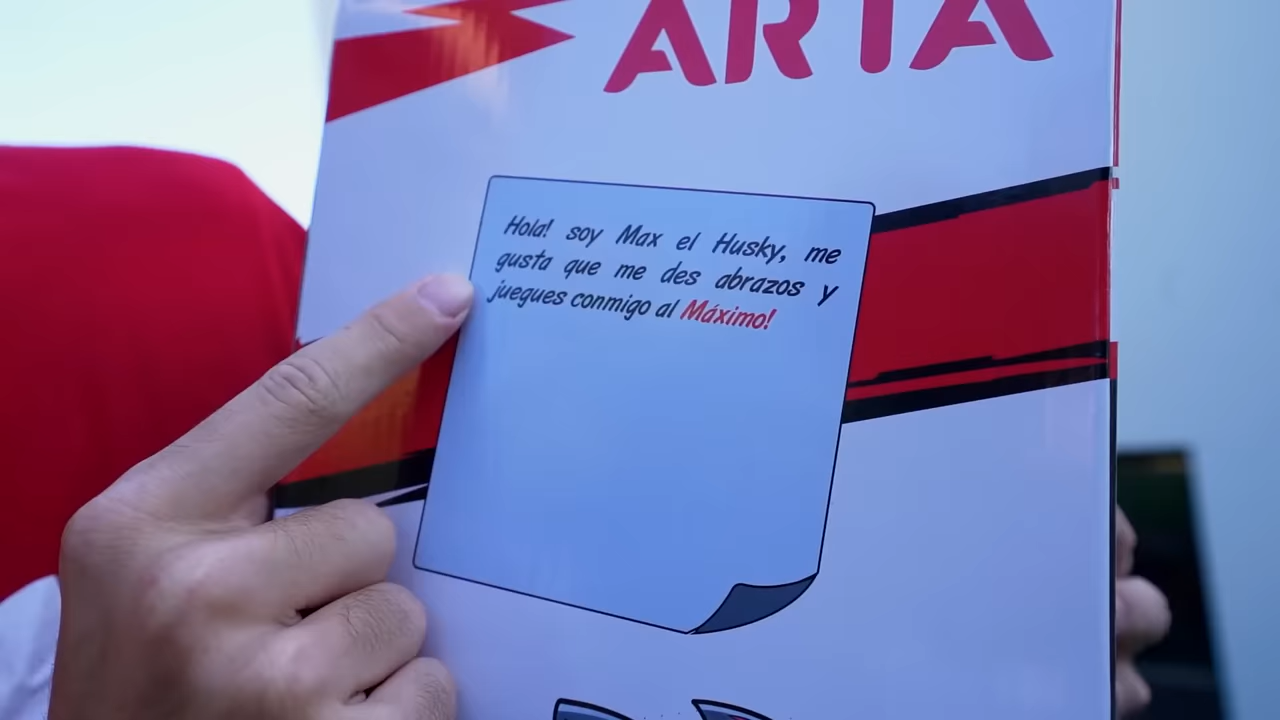 ARTA
Hola! soy Max el Husky, me
gusta que me des abrazos y
juegues conmigo al Máximo!